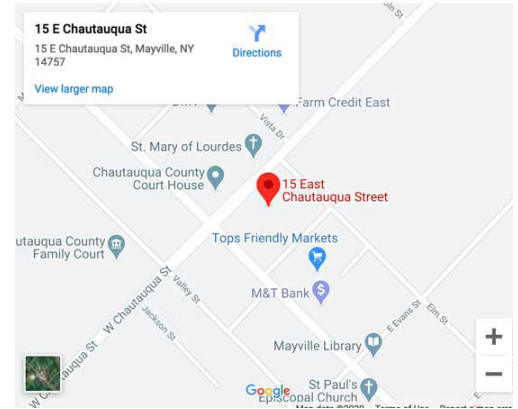 15 E Chautauqua St
15 E Chautauqua St, Mayville, NY
14757
Directions
View larger map
Farm Credit East
Vista Dr
St. Mary of Lourdes
Chautauqua County
Court House
15 East
Chautauqua Street
Tops Friendly Markets
utauqua County
Family Court
M&T Bank
W Chautauqua St
Valley St
Jackson St
E Evans St
Elm St
Mayville Library
W Chautauqua St
Google
St Paul's
Episcopal Church